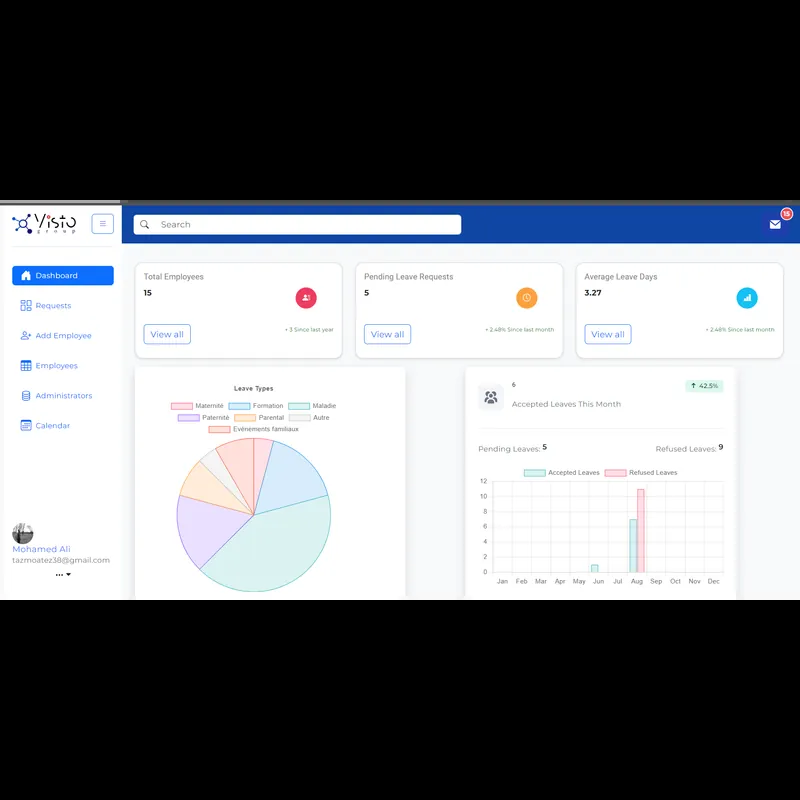 Visto
group
Dashboard
Requests
Add Employee
Employees
Administrators
Calendar
Mohamed Ali
tazmoatez38@gmail.com
...
Search
15
Total Employees
15
View all
+ 3 Since last year
Pending Leave Requests
5
View all
+ 2.48% Since last month
Average Leave Days
3.27
View all
+ 2.48% Since last month
Leave Types
Maternité Formation Maladie
Paternité Parental Autre
Evénements familiaux
6
Accepted Leaves This Month
↑ 42.5%
Pending Leaves: 5
Refused Leaves: 9
Accepted Leaves Refused Leaves
12
10
8
6
4
2
0
Jan Feb Mar Apr May Jun Jul Aug Sep Oct Nov Dec